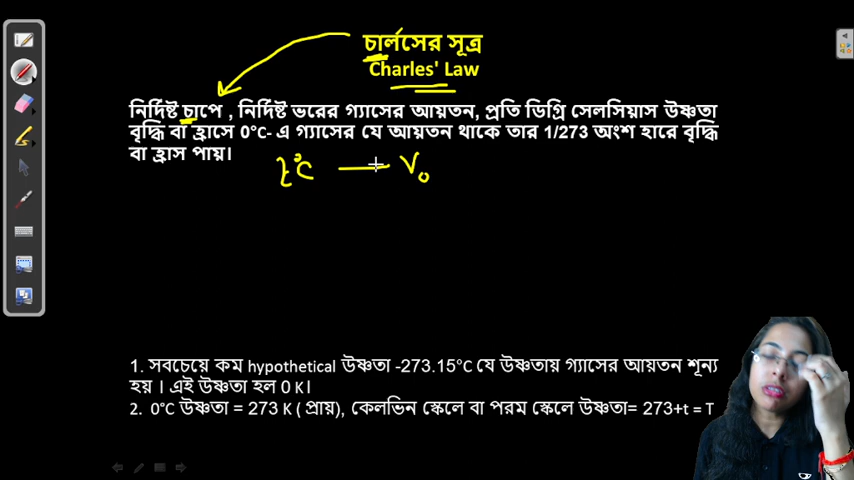 চার্লসের সূত্র
Charles' Law
নির্দিষ্ট চাপে , নির্দিষ্ট ভরের গ্যাসের আয়তন, প্রতি ডিগ্রি সেলসিয়াস উষ্ণতা
বৃদ্ধি বা হ্রাসে 0°C- এ গ্যাসের যে আয়তন থাকে তার 1/273 অংশ হারে বৃদ্ধি
বা হ্রাস পায়।
t°C — V₀
1. সবচেয়ে কম hypothetical উষ্ণতা -273.15°C যে উষ্ণতায় গ্যাসের আয়তন শূন্য
হয় । এই উষ্ণতা হল 0 K।
2. 0°C উষ্ণতা = 273 K ( প্রায়), কেলভিন স্কেলে বা পরম স্কেলে উষ্ণতা= 273+t = T